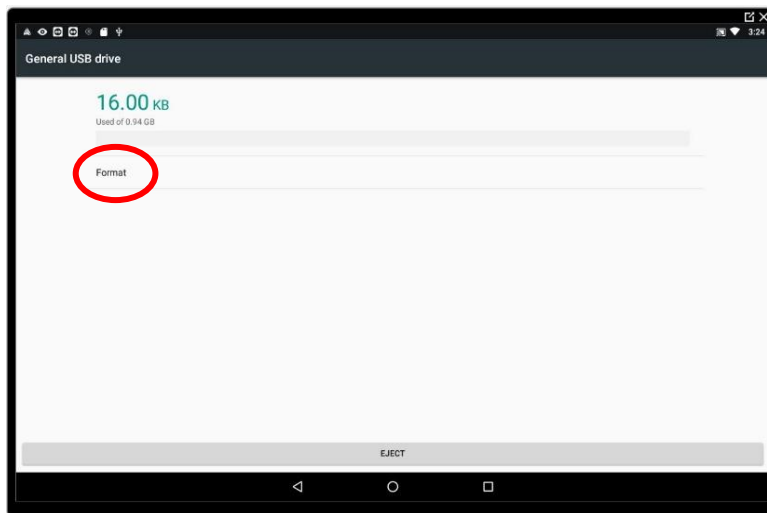 3:24
General USB drive
16.00 KB
Used of 0.94 GB
Format
EJECT